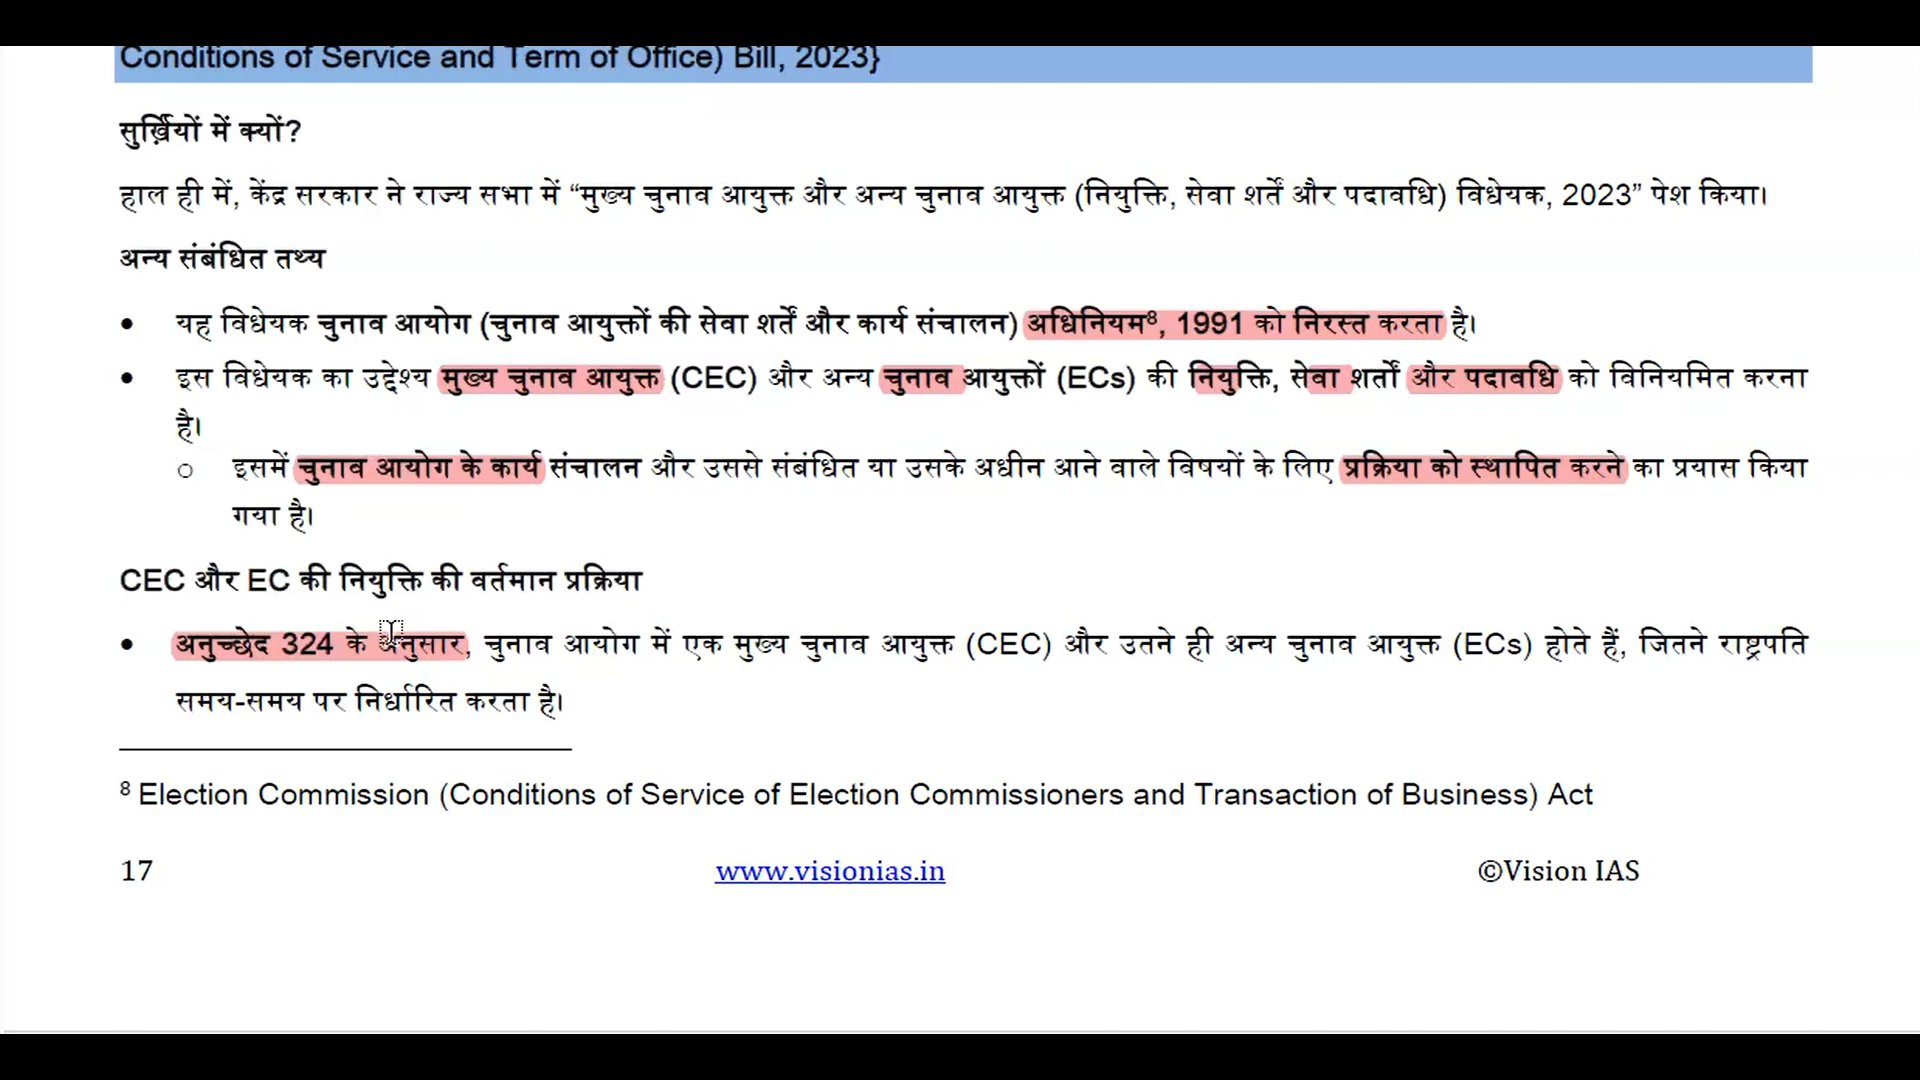 Conditions of Service and Term of Office) Bill, 2023}
सुर्ख़ियों में क्यों?
हाल ही में, केंद्र सरकार ने राज्य सभा में “मुख्य चुनाव आयुक्त और अन्य चुनाव आयुक्त (नियुक्ति, सेवा शर्तें और पदावधि) विधेयक, 2023” पेश किया।
अन्य संबंधित तथ्य
• यह विधेयक चुनाव आयोग (चुनाव आयुक्तों की सेवा शर्तें और कार्य संचालन) अधिनियम⁸, 1991 को निरस्त करता है।
• इस विधेयक का उद्देश्य मुख्य चुनाव आयुक्त (CEC) और अन्य चुनाव आयुक्तों (ECs) की नियुक्ति, सेवा शर्तों और पदावधि को विनियमित करना
है।
○ इसमें चुनाव आयोग के कार्य संचालन और उससे संबंधित या उसके अधीन आने वाले विषयों के लिए प्रक्रिया को स्थापित करने का प्रयास किया
गया है।
CEC और EC की नियुक्ति की वर्तमान प्रक्रिया
• अनुच्छेद 324 के अनुसार, चुनाव आयोग में एक मुख्य चुनाव आयुक्त (CEC) और उतने ही अन्य चुनाव आयुक्त (ECs) होते हैं, जितने राष्ट्रपति
समय-समय पर निर्धारित करता है।
⁸ Election Commission (Conditions of Service of Election Commissioners and Transaction of Business) Act
17 www.visionias.in ©Vision IAS